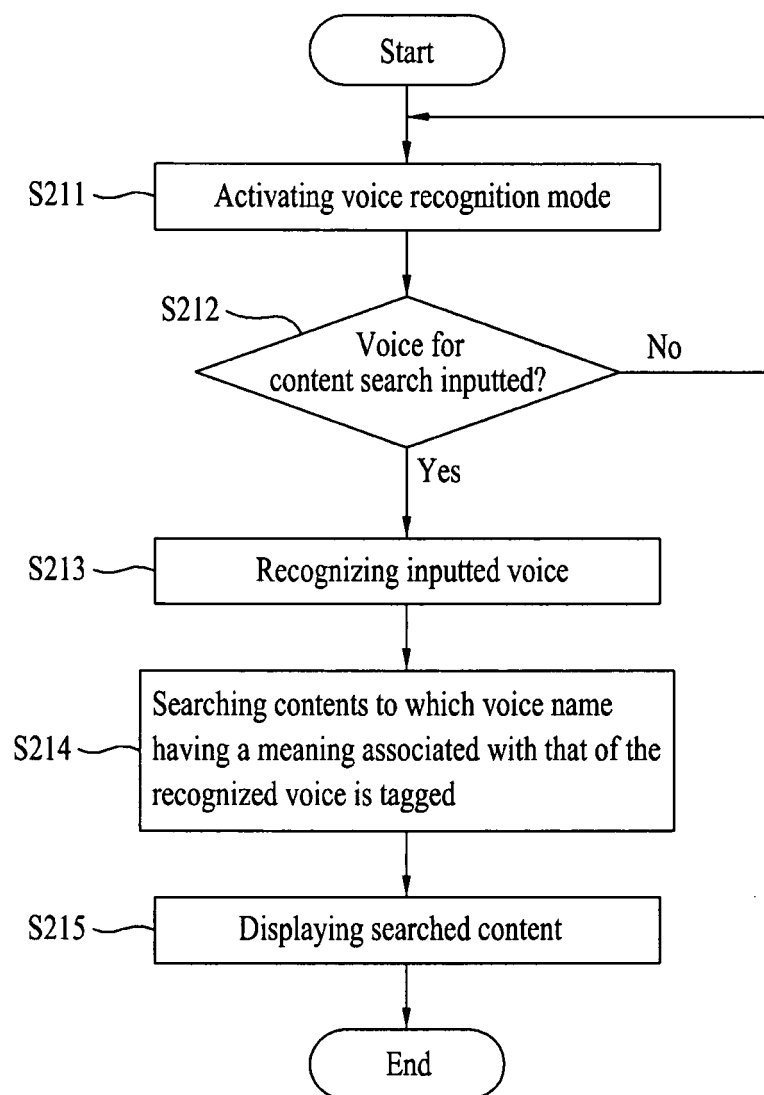 Start
S211
Activating voice recognition mode
S212
Voice for
content search inputted?
No
Yes
S213
Recognizing inputted voice
S214
Searching contents to which voice name
having a meaning associated with that of the
recognized voice is tagged
S215
Displaying searched content
End